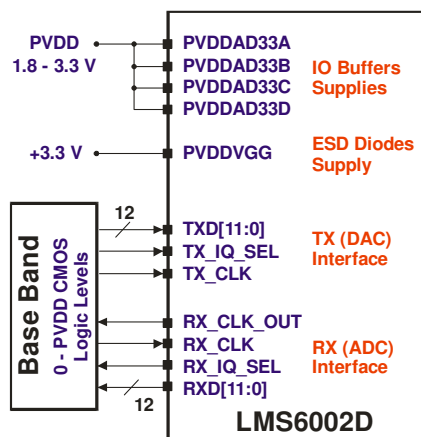 PVDD
1.8 - 3.3 V
PVDDAD33A
PVDDAD33B
PVDDAD33C
PVDDAD33D
IO Buffers
Supplies
+3.3 V
PVDDVGG
ESD Diodes
Supply
Base Band
0 - PVDD CMOS
Logic Levels
12
TXD[11:0]
TX_IQ_SEL
TX_CLK
TX (DAC)
Interface
RX_CLK_OUT
RX_CLK
RX_IQ_SEL
RXD[11:0]
12
RX (ADC)
Interface
LMS6002D